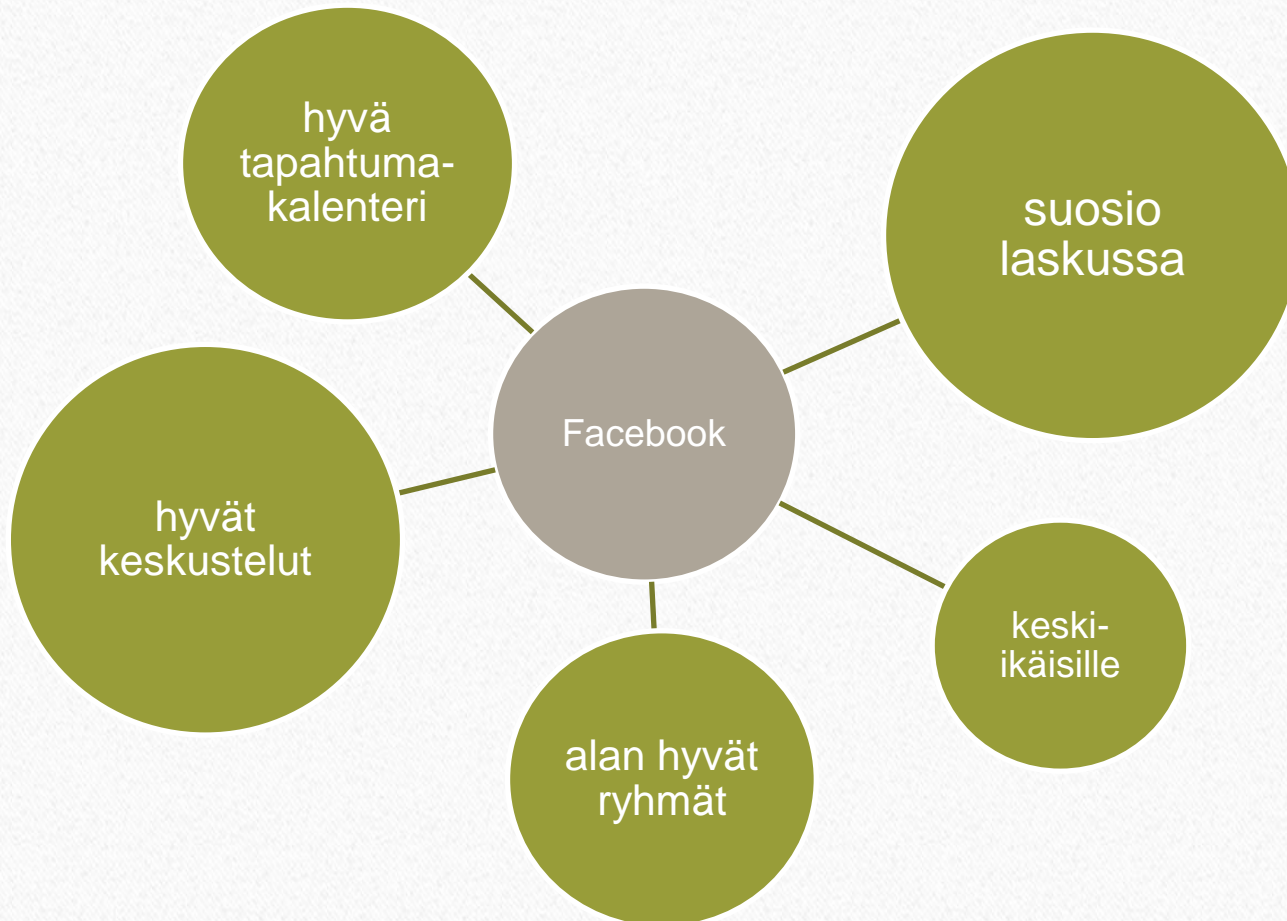 hyvä
tapahtuma-
kalenteri
suosio
laskussa
Facebook
hyvät
keskustelut
keski-
ikäisille
alan hyvät
ryhmät